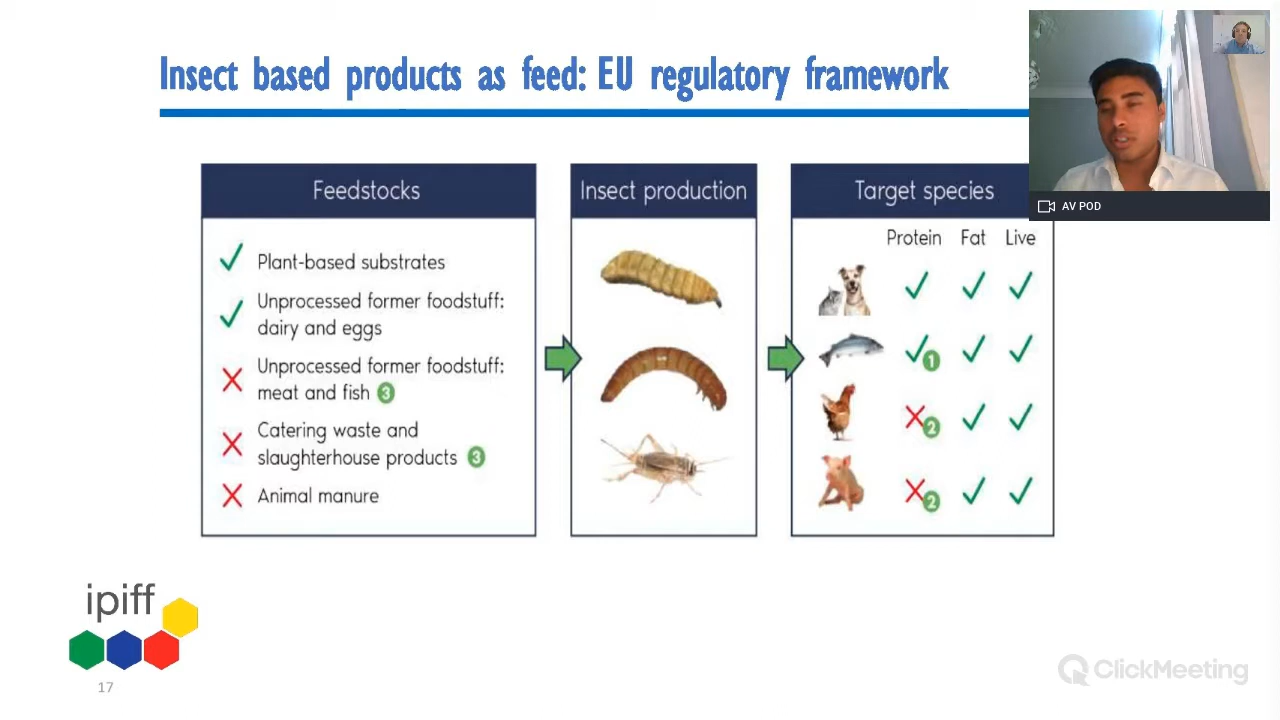 Insect based products as feed: EU regulatory framework
AV POD
Feedstocks
Plant-based substrates
Unprocessed former foodstuff:
dairy and eggs
Unprocessed former foodstuff:
meat and fish 3
Catering waste and
slaughterhouse products 3
Animal manure
Insect production
Target species
Protein Fat Live
1
2
2
ipiff
17
ClickMeeting